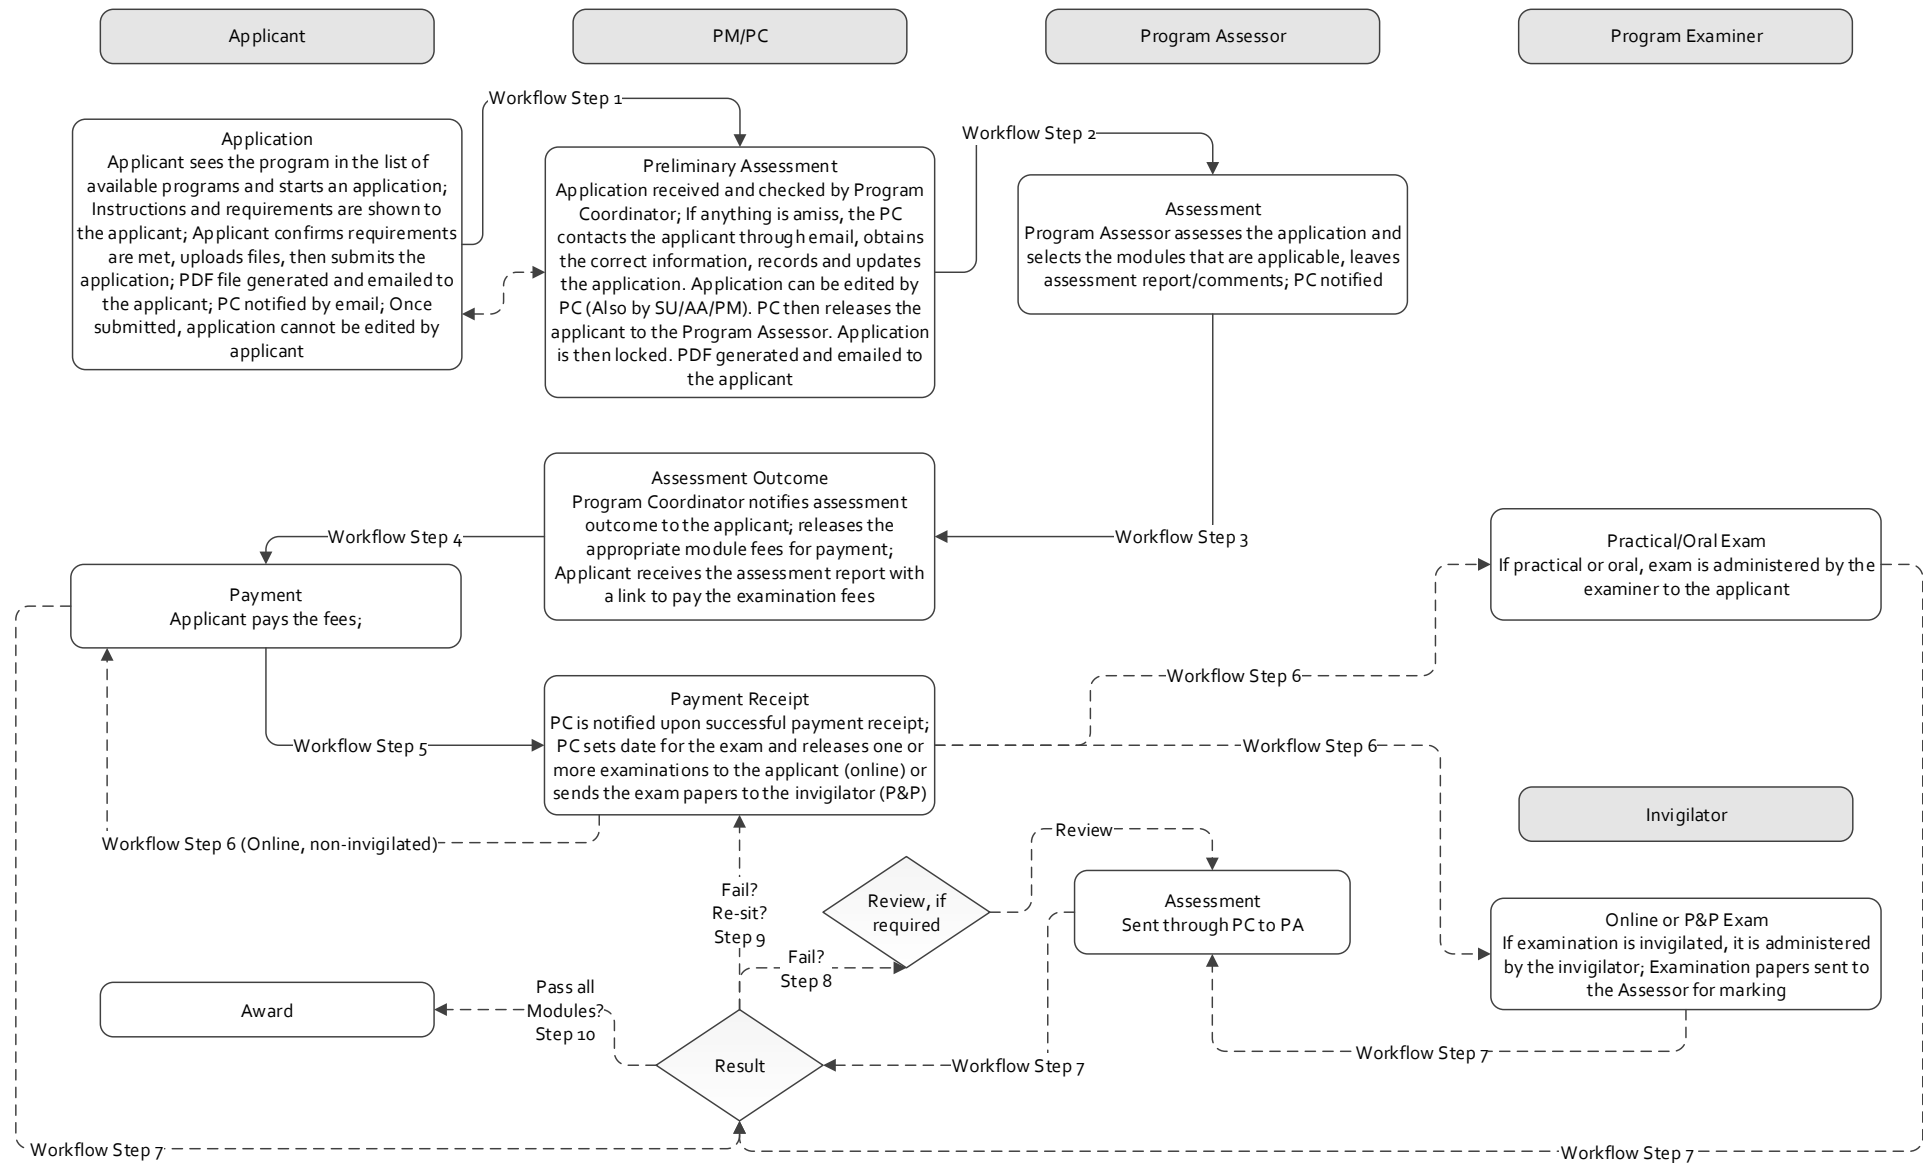 Applicant
PM/PC
Program Assessor
Program Examiner
Workflow Step 1
Workflow Step 2
Application
Applicant sees the program in the list of
available programs and starts an application;
Instructions and requirements are shown to
the applicant; Applicant confirms requirements
are met, uploads files, then submits the
application; PDF file generated and emailed to
the applicant; PC notified by email; Once
submitted, application cannot be edited by
applicant
Preliminary Assessment
Application received and checked by Program
Coordinator; If anything is amiss, the PC
contacts the applicant through email, obtains
the correct information, records and updates
the application. Application can be edited by
PC (Also by SU/AA/PM). PC then releases the
applicant to the Program Assessor. Application
is then locked. PDF generated and emailed to
the applicant
Assessment
Program Assessor assesses the application and
selects the modules that are applicable, leaves
assessment report/comments; PC notified
Assessment Outcome
Program Coordinator notifies assessment
outcome to the applicant; releases the
appropriate module fees for payment;
Applicant receives the assessment report with
a link to pay the examination fees
Workflow Step 4
Workflow Step 3
Practical/Oral Exam
If practical or oral, exam is administered by the
examiner to the applicant
Payment
Applicant pays the fees;
Workflow Step 6
Payment Receipt
PC is notified upon successful payment receipt;
PC sets date for the exam and releases one or
more examinations to the applicant (online) or
sends the exam papers to the invigilator (P&P)
Workflow Step 5
Workflow Step 6
Invigilator
Workflow Step 6 (Online, non-invigilated)
Review
Fail?
Re-sit?
Step 9
Review, if
required
Assessment
Sent through PC to PA
Online or P&P Exam
If examination is invigilated, it is administered
by the invigilator; Examination papers sent to
the Assessor for marking
Fail?
Step 8
Award
Pass all
Modules?
Step 10
Result
Workflow Step 7
Workflow Step 7
Workflow Step 7
Workflow Step 7